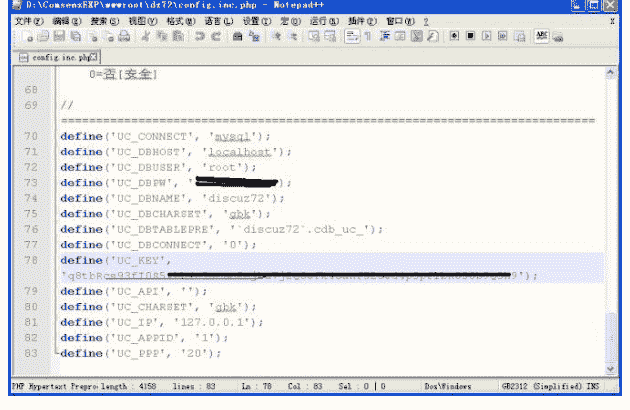 D:\ComsenzEXP\wwwroot\dz72\config.inc.php - Notepad++
文件(F) 编辑(E) 搜索(S) 视图(V) 格式(M) 语言(L) 设置(T) 宏(O) 运行(R) 插件(P) 窗口(W) ? X
config.inc.php
0=否[安全]
68
69 //
==================================================================
70 define('UC_CONNECT', 'mysql');
71 define('UC_DBHOST', 'localhost');
72 define('UC_DBUSER', 'root');
73 define('UC_DBPW', ' ');
74 define('UC_DBNAME', 'discuz72');
75 define('UC_DBCHARSET', 'gbk');
76 define('UC_DBTABLEPRE', '`discuz72`.cdb_uc_');
77 define('UC_DBCONNECT', '0');
78 define('UC_KEY',
');
79 define('UC_API', '');
80 define('UC_CHARSET', 'gbk');
81 define('UC_IP', '127.0.0.1');
82 define('UC_APPID', '1');
83 define('UC_PPP', '20');
PHP Hypertext Prepro length : 4158 lines : 83 Ln : 78 Col : 83 Sel : 0 | 0 Dos\Windows GB2312 (Simplified) INS